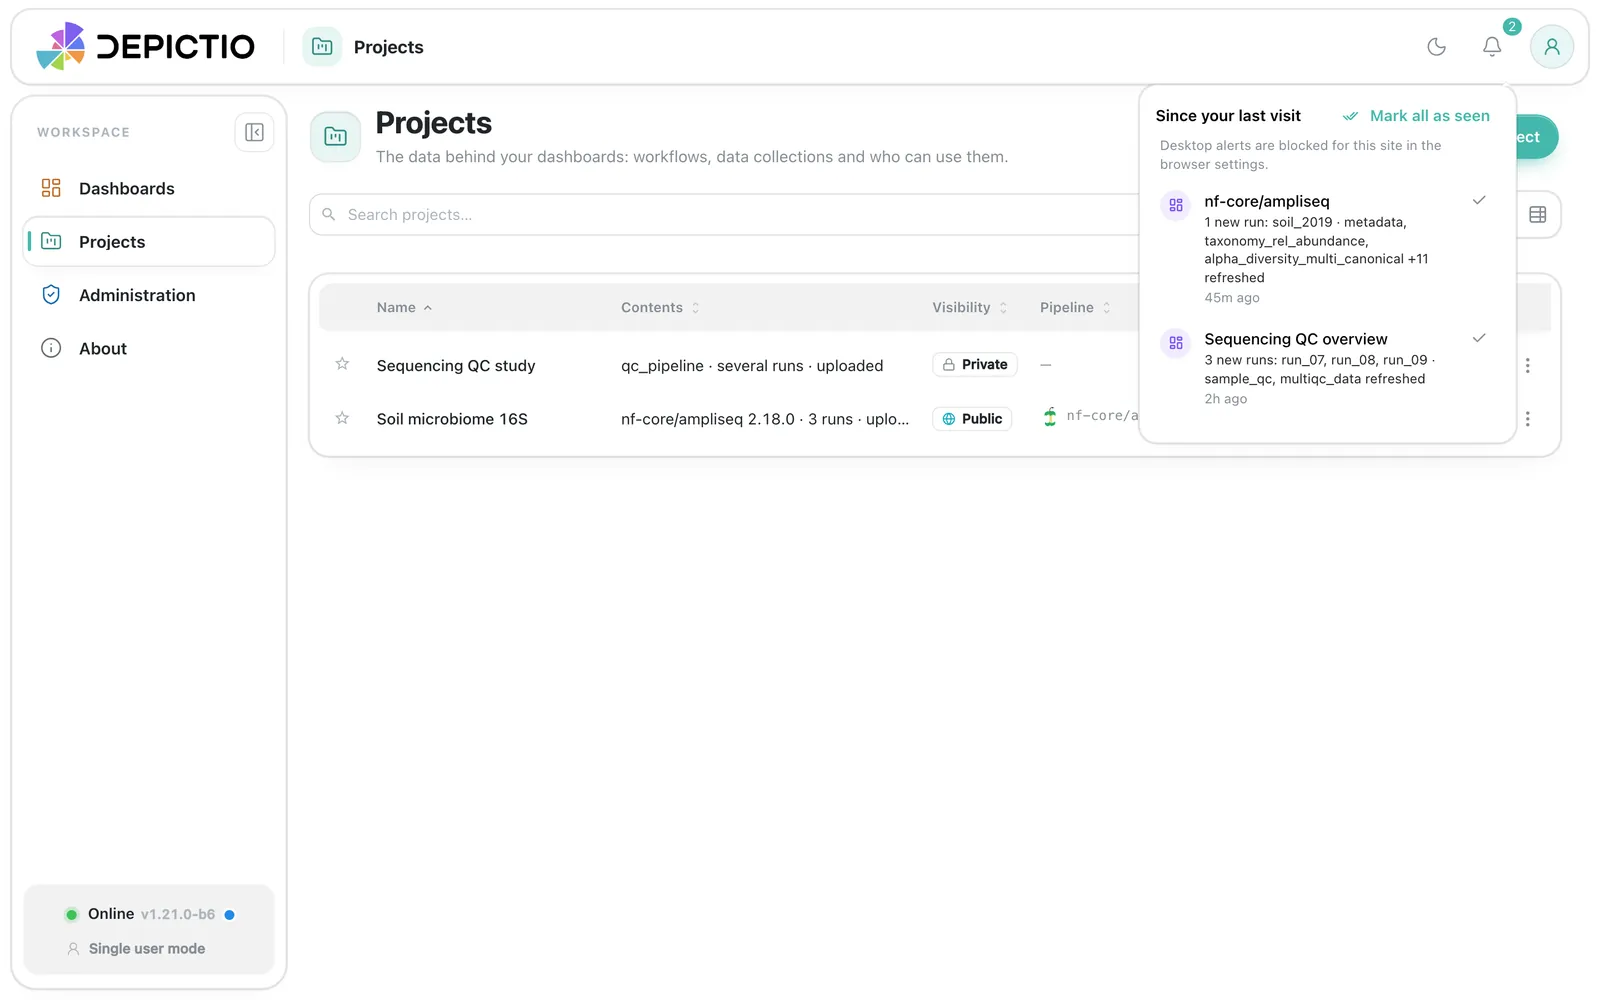 DEPICTIO
Projects
2
WORKSPACE
Dashboards
Projects
Administration
About
Online v1.21.0-b6
Single user mode
Projects
The data behind your dashboards: workflows, data collections and who can use them.
ect
Search projects...
Name
Contents
Visibility
Pipeline
Sequencing QC study
qc_pipeline · several runs · uploaded
Private
—
Soil microbiome 16S
nf-core/ampliseq 2.18.0 · 3 runs · uplo...
Public
nf-core/a
Since your last visit
Mark all as seen
Desktop alerts are blocked for this site in the
browser settings.
nf-core/ampliseq
1 new run: soil_2019 · metadata,
taxonomy_rel_abundance,
alpha_diversity_multi_canonical +11
refreshed
45m ago
Sequencing QC overview
3 new runs: run_07, run_08, run_09 ·
sample_qc, multiqc_data refreshed
2h ago